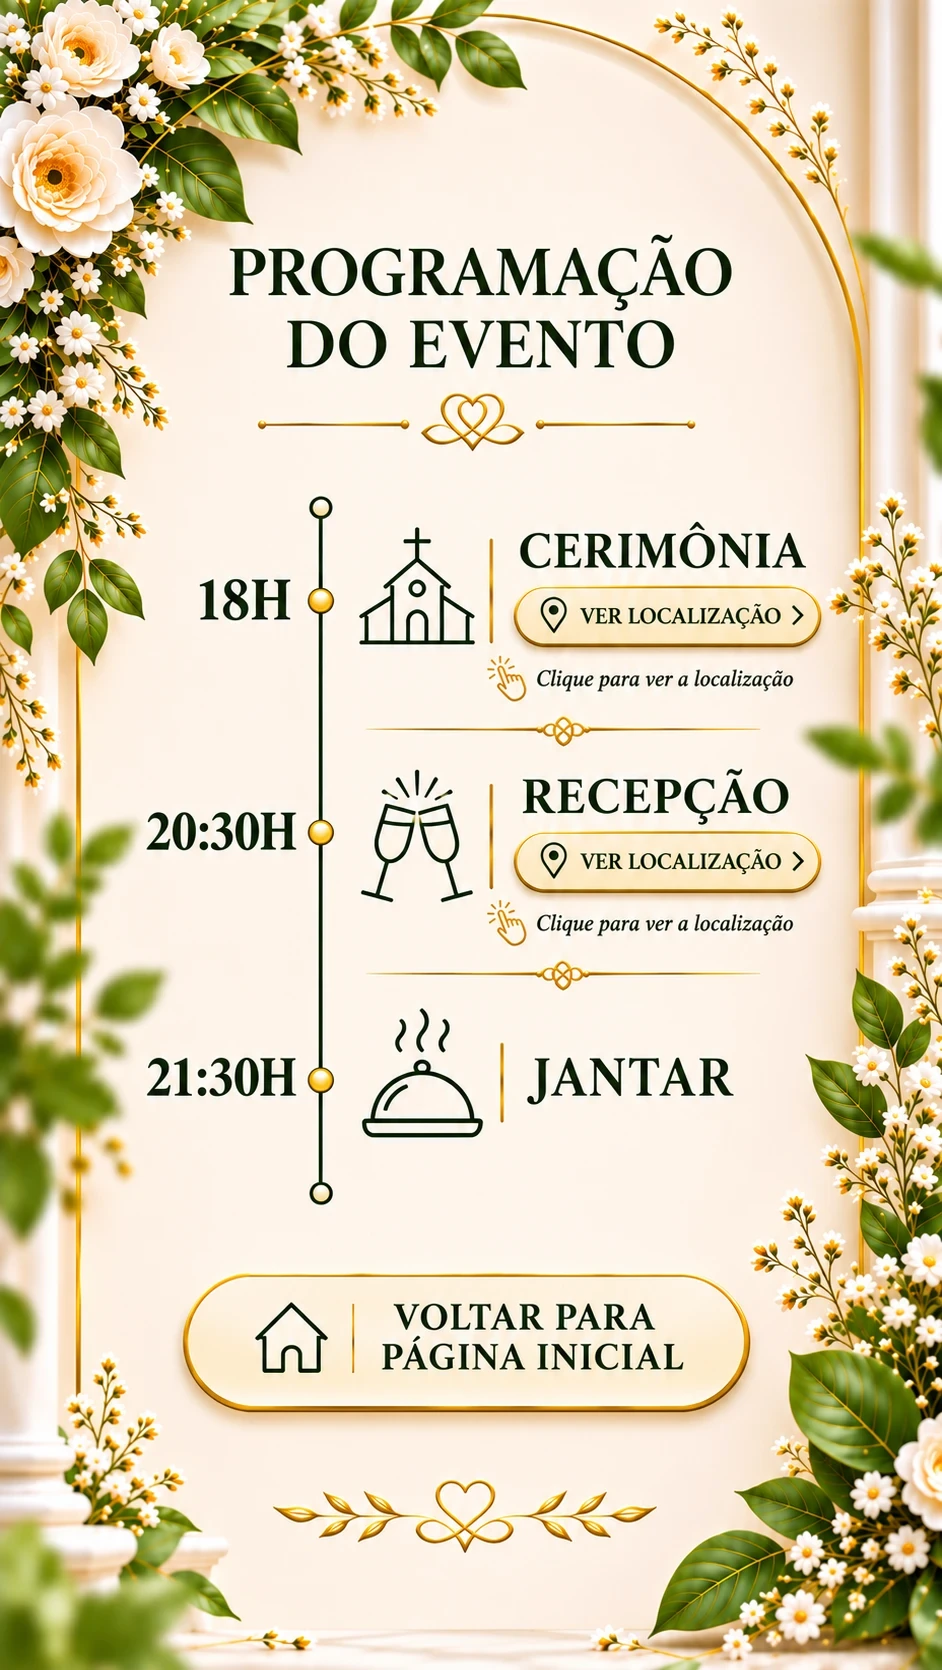 PROGRAMAÇÃO
DO EVENTO
18H
CERIMÔNIA
VER LOCALIZAÇÃO
Clique para ver a localização
20:30H
RECEPÇÃO
VER LOCALIZAÇÃO
Clique para ver a localização
21:30H
JANTAR
VOLTAR PARA
PÁGINA INICIAL